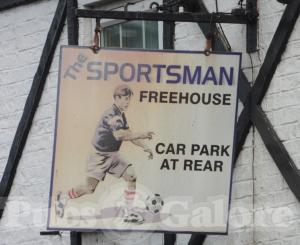 The SPORTSMAN
FREEHOUSE
CAR PARK
AT REAR
Pubs Galore